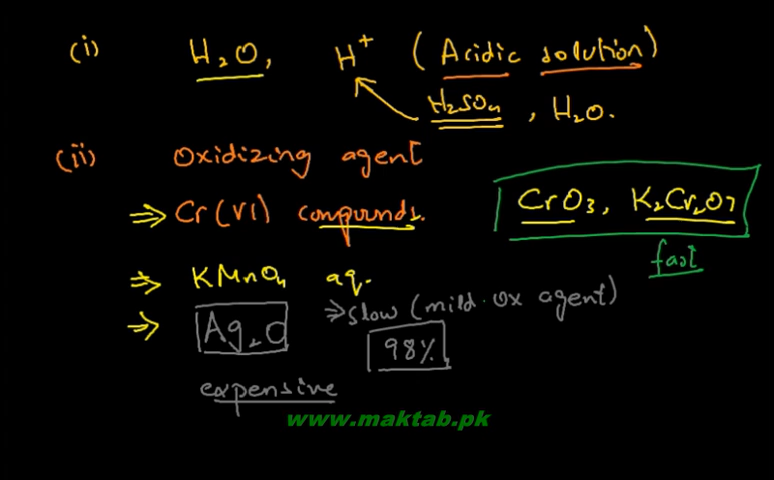 (i) H₂O, H⁺ (Acidic solution)
H₂SO₄, H₂O.
(ii) Oxidizing agent
⇒ Cr(VI) compounds. CrO₃, K₂Cr₂O₇
fast
⇒ KMnO₄ aq.
⇒ Ag₂O ⇒ slow (mild. ox agent)
98%
expensive
www.maktab.pk